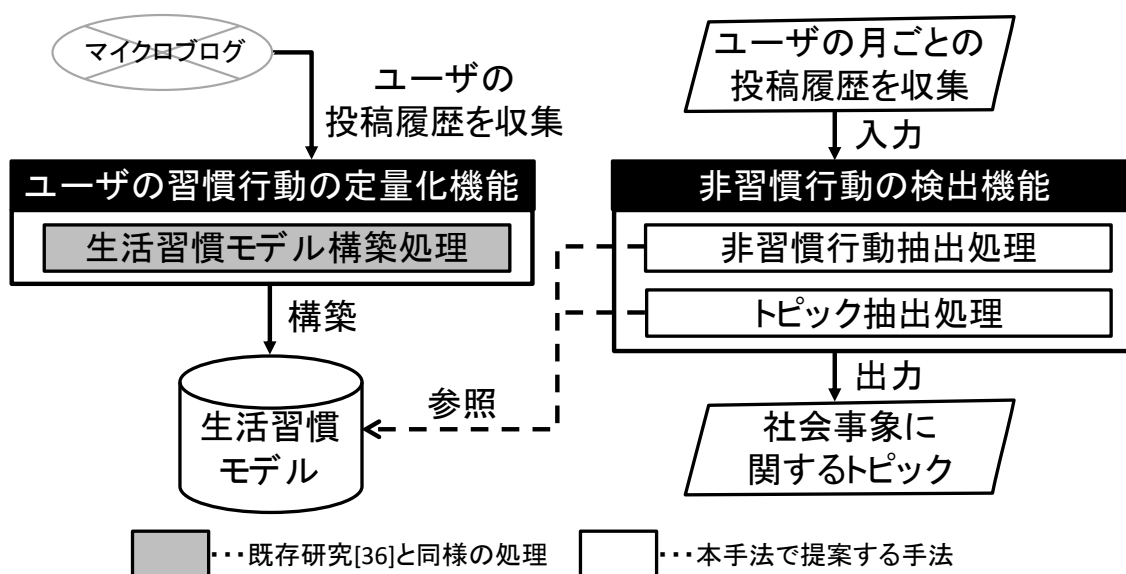 マイクロブログ
ユーザの
投稿履歴を収集
ユーザの習慣行動の定量化機能
生活習慣モデル構築処理
構築
生活習慣
モデル
参照
ユーザの月ごとの
投稿履歴を収集
入力
非習慣行動の検出機能
非習慣行動抽出処理
トピック抽出処理
出力
社会事象に
関するトピック
･･･既存研究[36]と同様の処理
･･･本手法で提案する手法